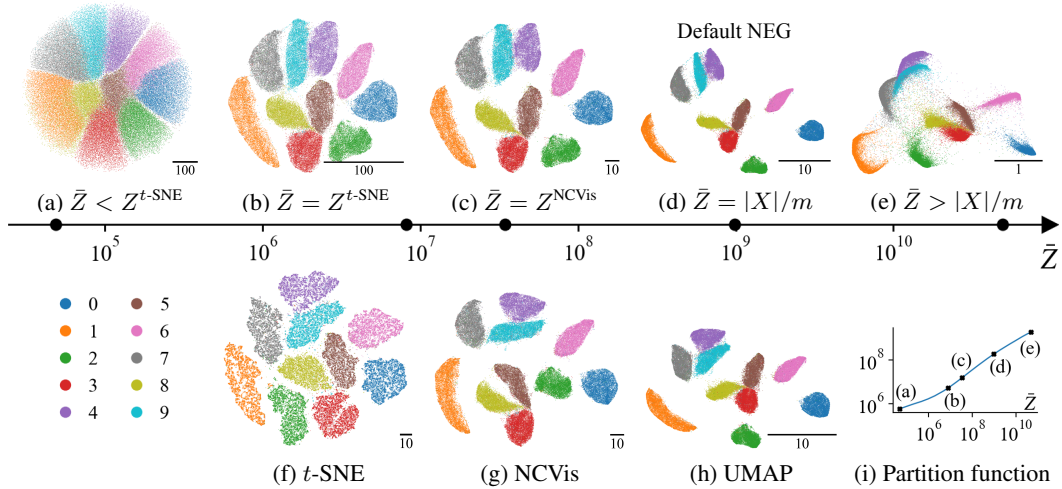 Default NEG
100
100
10
10
1
(a) Z̄ < Z^{t-SNE}
(b) Z̄ = Z^{t-SNE}
(c) Z̄ = Z^{NCVis}
(d) Z̄ = |X|/m
(e) Z̄ > |X|/m
10^5
10^6
10^7
10^8
10^9
10^{10}
Z̄
0
1
2
3
4
5
6
7
8
9
10
10
10
10^8
10^6
(a)
(b)
(c)
(d)
(e)
10^6
10^8
10^{10}
Z̄
(f) t-SNE
(g) NCVis
(h) UMAP
(i) Partition function